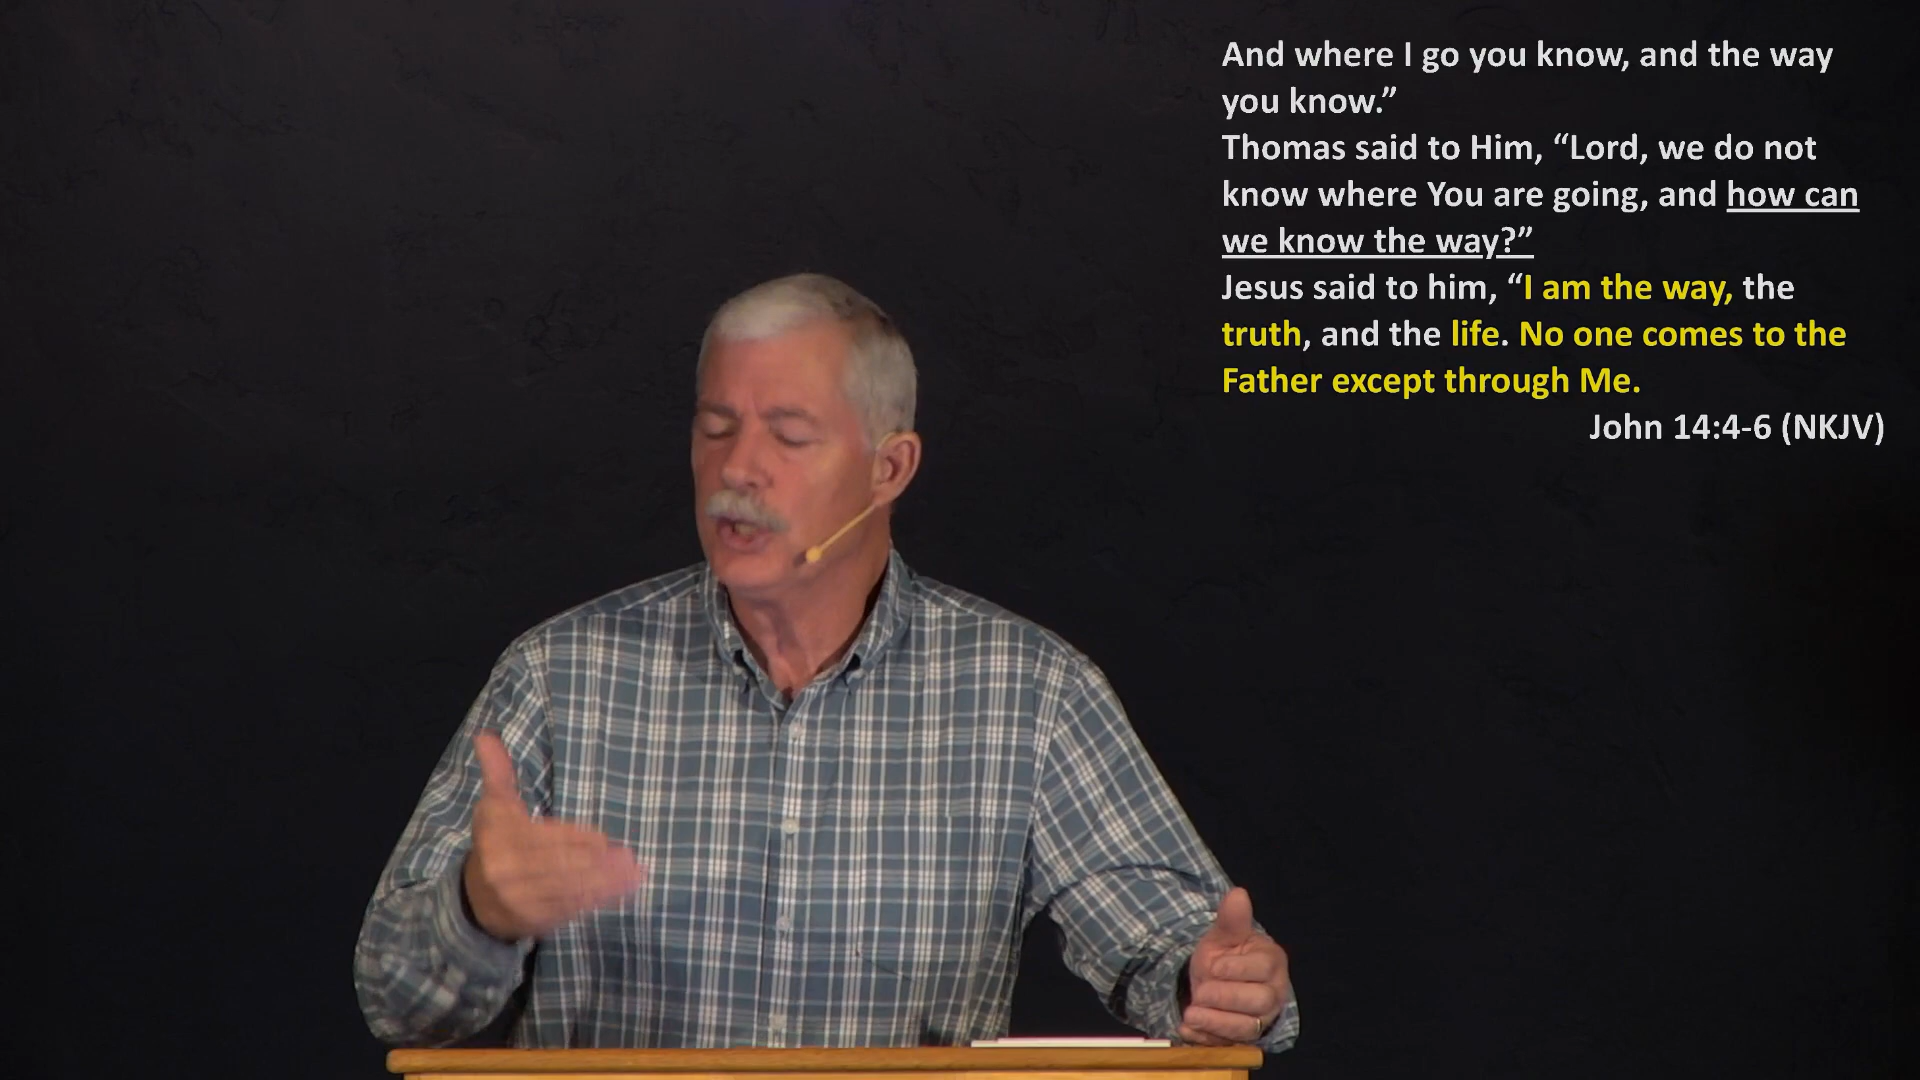 And where I go you know, and the way
you know.”
Thomas said to Him, “Lord, we do not
know where You are going, and how can
we know the way?”
Jesus said to him, “I am the way, the
truth, and the life. No one comes to the
Father except through Me.
John 14:4-6 (NKJV)